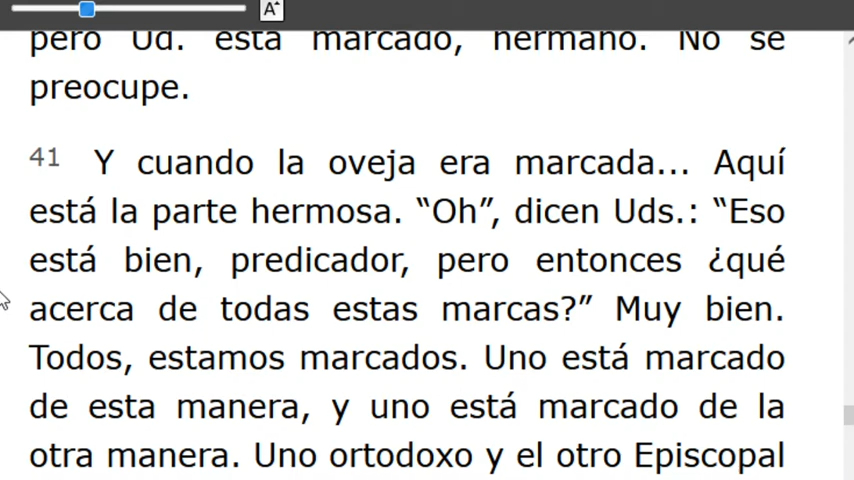 A
pero Ud. está marcado, hermano. No se
preocupe.
41 Y cuando la oveja era marcada… Aquí
está la parte hermosa. “Oh”, dicen Uds.: “Eso
está bien, predicador, pero entonces ¿qué
acerca de todas estas marcas?” Muy bien.
Todos, estamos marcados. Uno está marcado
de esta manera, y uno está marcado de la
otra manera. Uno ortodoxo y el otro Episcopal